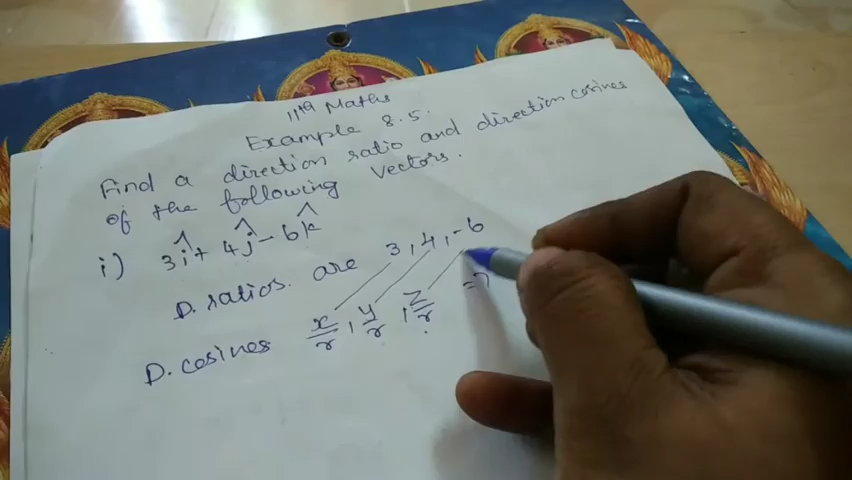 11th Maths
Example 8.5.
Find a direction ratio and direction cosines
of the following vectors.
i) 3î + 4ĵ - 6k̂
D. ratios. are 3, 4, -6
D. cosines x/r, y/r, z/r